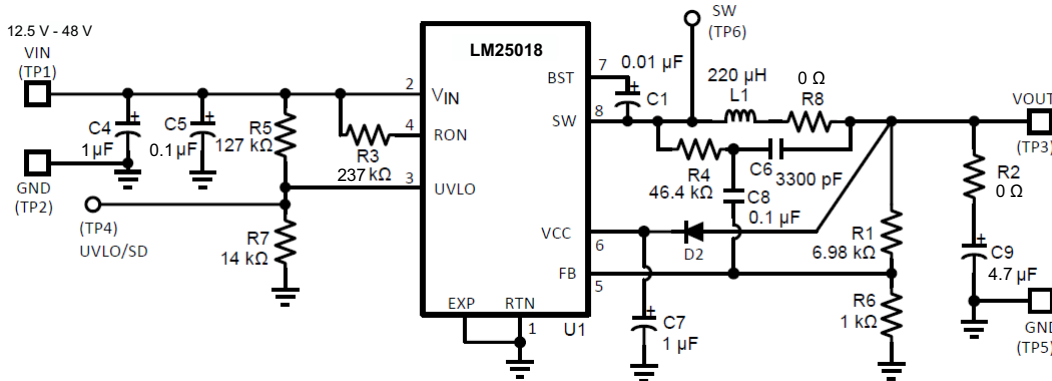 12.5 V - 48 V
VIN
(TP1)
GND
(TP2)
C4
1 µF
C5
0.1 µF
R5
127 kΩ
R3
237 kΩ
(TP4)
UVLO/SD
R7
14 kΩ
LM25018
2
VIN
4
RON
3
UVLO
EXP
RTN
1
U1
BST
7
SW
8
VCC
6
FB
5
0.01 µF
C1
SW
(TP6)
220 µH
L1
0 Ω
R8
R4
46.4 kΩ
C6
3300 pF
C8
0.1 µF
D2
C7
1 µF
R1
6.98 kΩ
R6
1 kΩ
VOUT
(TP3)
R2
0 Ω
C9
4.7 µF
GND
(TP5)
+
+
+
+
+